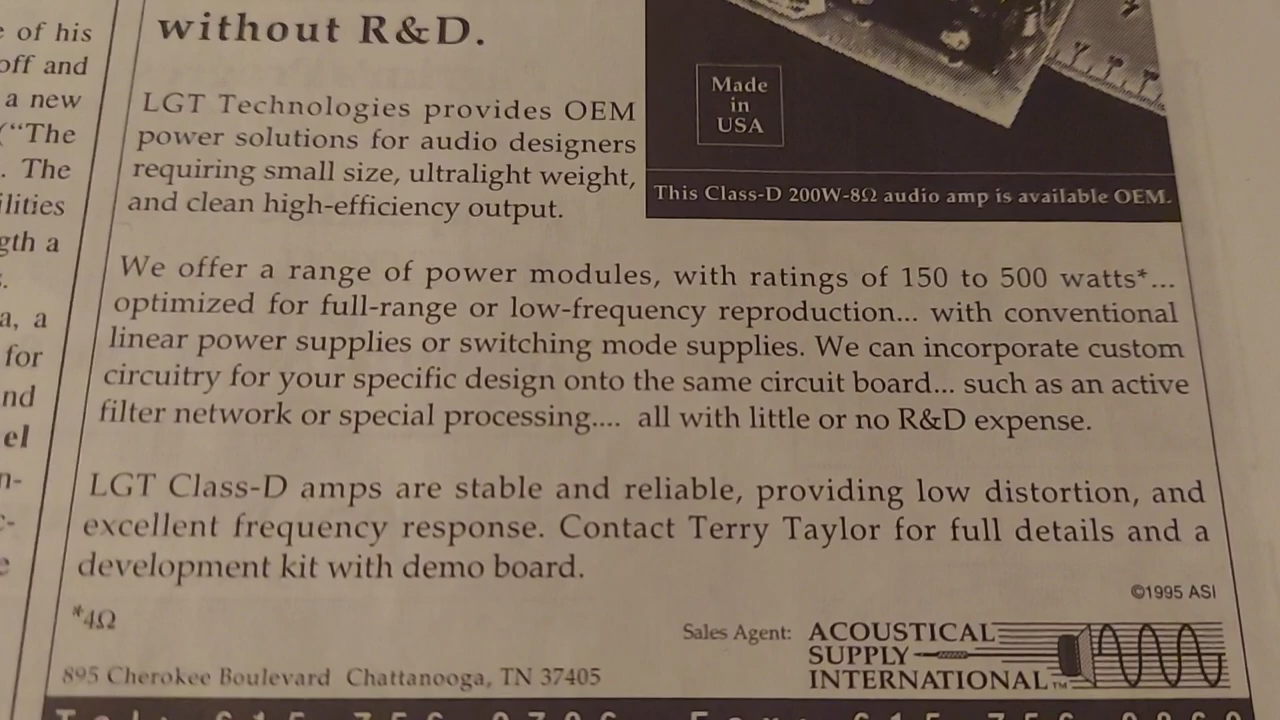 without R&D.
LGT Technologies provides OEM
power solutions for audio designers
requiring small size, ultralight weight,
and clean high-efficiency output.
Made
in
USA
This Class-D 200W-8Ω audio amp is available OEM.
We offer a range of power modules, with ratings of 150 to 500 watts*...
optimized for full-range or low-frequency reproduction... with conventional
linear power supplies or switching mode supplies. We can incorporate custom
circuitry for your specific design onto the same circuit board... such as an active
filter network or special processing.... all with little or no R&D expense.
LGT Class-D amps are stable and reliable, providing low distortion, and
excellent frequency response. Contact Terry Taylor for full details and a
development kit with demo board.
©1995 ASI
*4Ω
Sales Agent: ACOUSTICAL
SUPPLY
INTERNATIONAL™
895 Cherokee Boulevard Chattanooga, TN 37405
of his
off and
a new
("The
. The
gth a
a, a
for
nd
el
n-